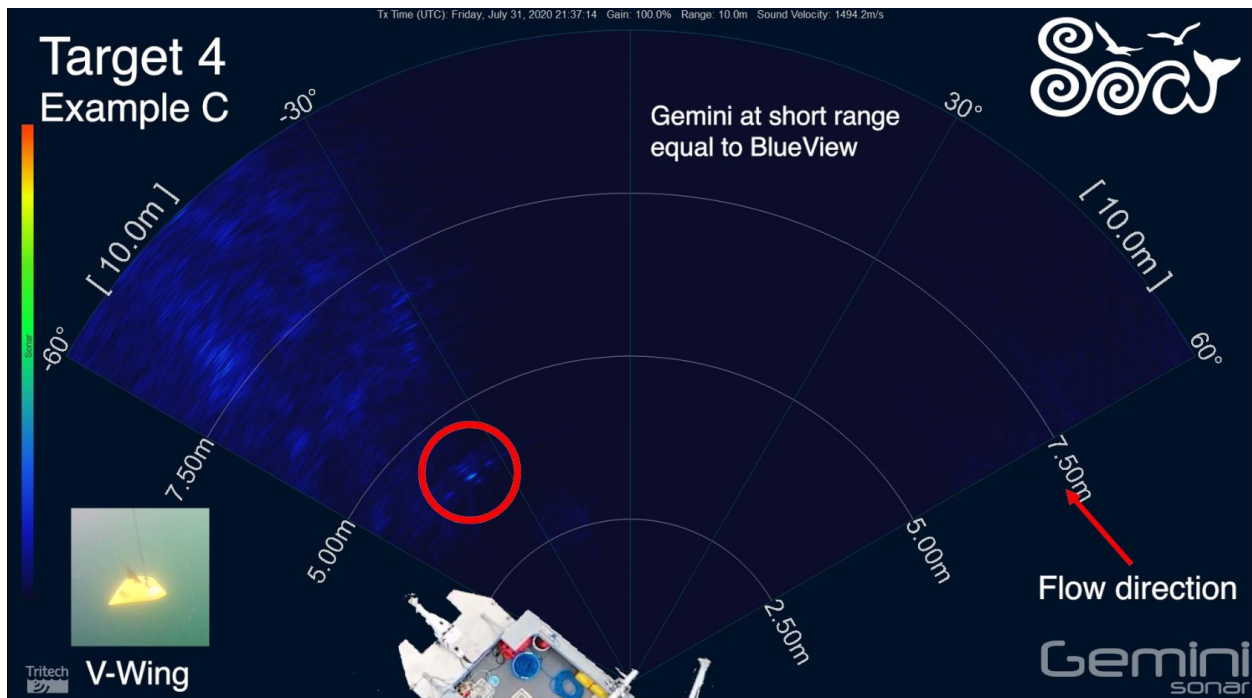 Tx Time (UTC): Friday, July 31, 2020 21:37:14 Gain: 100.0% Range: 10.0m Sound Velocity: 1494.2m/s
Target 4
Example C
Soar
-30°
30°
Gemini at short range
equal to BlueView
[ 10.0m ]
[ 10.0m ]
Sonar
-60°
60°
7.50m
7.50m
5.00m
5.00m
2.50m
Flow direction
Tritech
V-Wing
Gemini
sonar